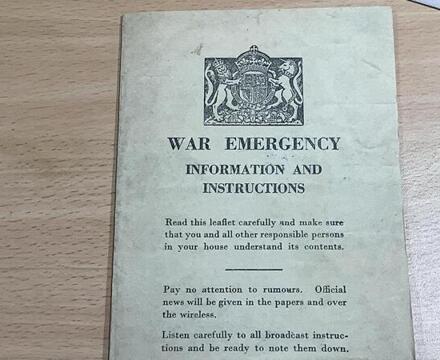 WAR EMERGENCY
INFORMATION AND
INSTRUCTIONS
Read this leaflet carefully and make sure
that you and all other responsible persons
in your house understand its contents.
Pay no attention to rumours. Official
news will be given in the papers and over
the wireless.
Listen carefully to all broadcast instruc-
tions and be ready to note them down.